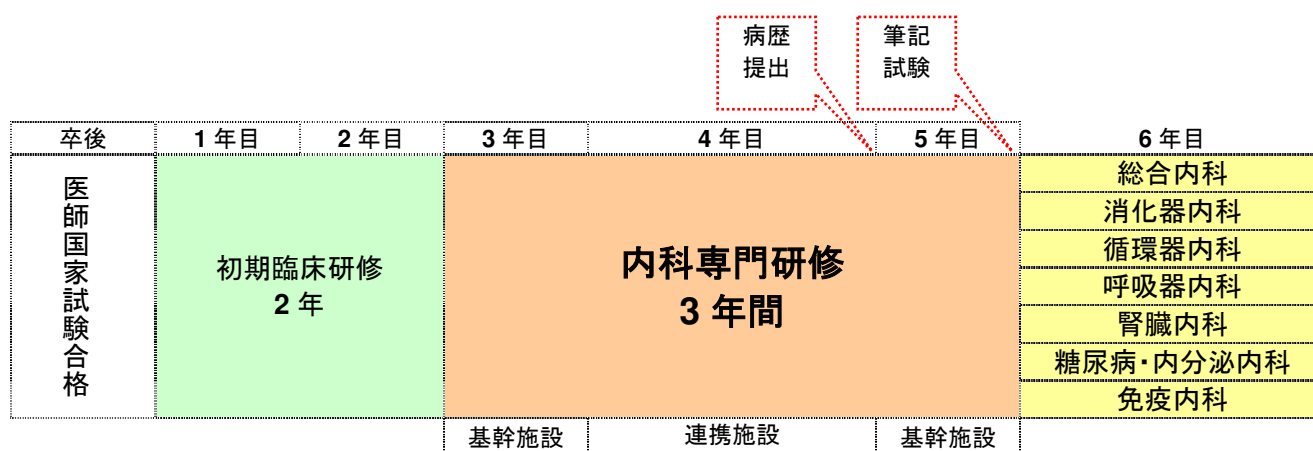 病歴
提出
筆記
試験
卒後
1 年目
2 年目
3 年目
4 年目
5 年目
6 年目
医師国家試験合格
初期臨床研修
2 年
内科専門研修
3 年間
総合内科
消化器内科
循環器内科
呼吸器内科
腎臓内科
糖尿病・内分泌内科
免疫内科
基幹施設
連携施設
基幹施設